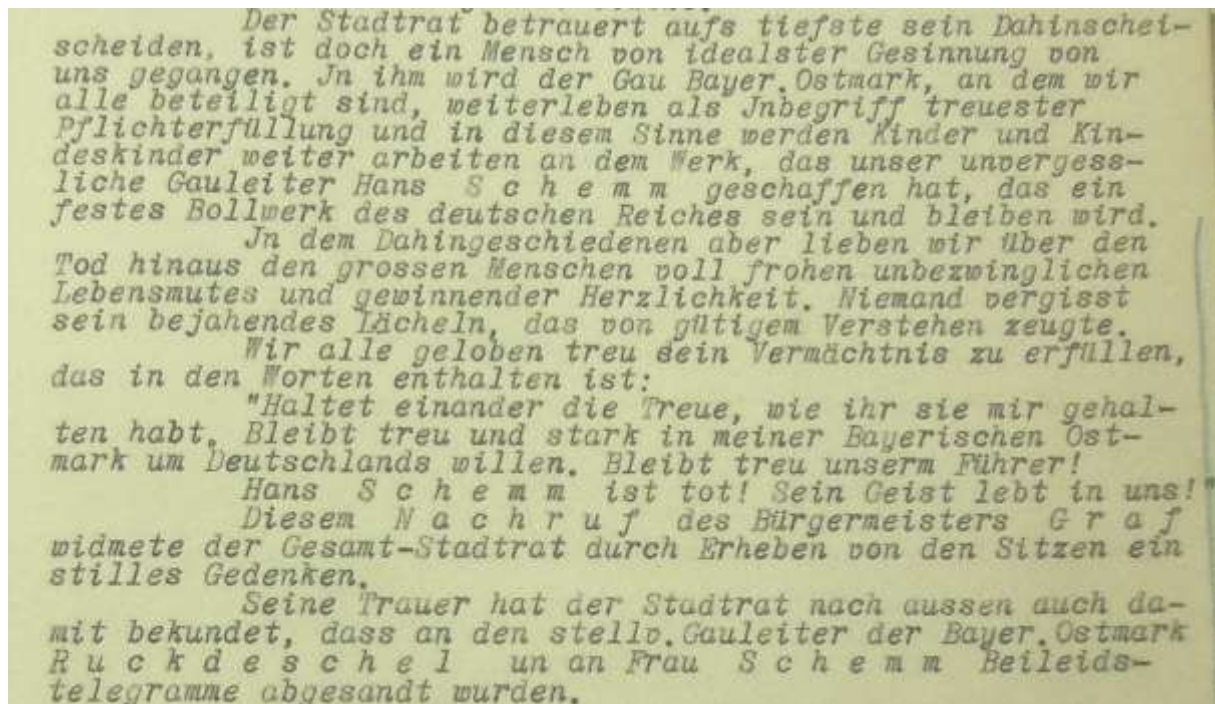 Der Stadtrat betrauert aufs tiefste sein Dahinschei-
scheiden, ist doch ein Mensch von idealster Gesinnung von
uns gegangen. Jn ihm wird der Gau Bayer.Ostmark, an dem wir
alle beteiligt sind, weiterleben als Jnbegriff treuester
Pflichterfüllung und in diesem Sinne werden Kinder und Kin-
deskinder weiter arbeiten an dem Werk, das unser unvergess-
liche Gauleiter Hans S c h e m m geschaffen hat, das ein
festes Bollwerk des deutschen Reiches sein und bleiben wird.
Jn dem Dahingeschiedenen aber lieben wir über den
Tod hinaus den grossen Menschen voll frohen unbezwinglichen
Lebensmutes und gewinnender Herzlichkeit. Niemand vergisst
sein bejahendes Lächeln, das von gütigem Verstehen zeugte.
Wir alle geloben treu sein Vermächtnis zu erfüllen,
das in den Worten enthalten ist:
"Haltet einander die Treue, wie ihr sie mir gehal-
ten habt. Bleibt treu und stark in meiner Bayerischen Ost-
mark um Deutschlands willen. Bleibt treu unserm Führer!
Hans S c h e m m ist tot! Sein Geist lebt in uns!"
Diesem N a c h r u f des Bürgermeisters G r a f
widmete der Gesamt-Stadtrat durch Erheben von den Sitzen ein
stilles Gedenken.
Seine Trauer hat der Stadtrat nach aussen auch da-
mit bekundet, dass an den stellv.Gauleiter der Bayer.Ostmark
R u c k d e s c h e l un an Frau S c h e m m Beileids-
telegramme abgesandt wurden.